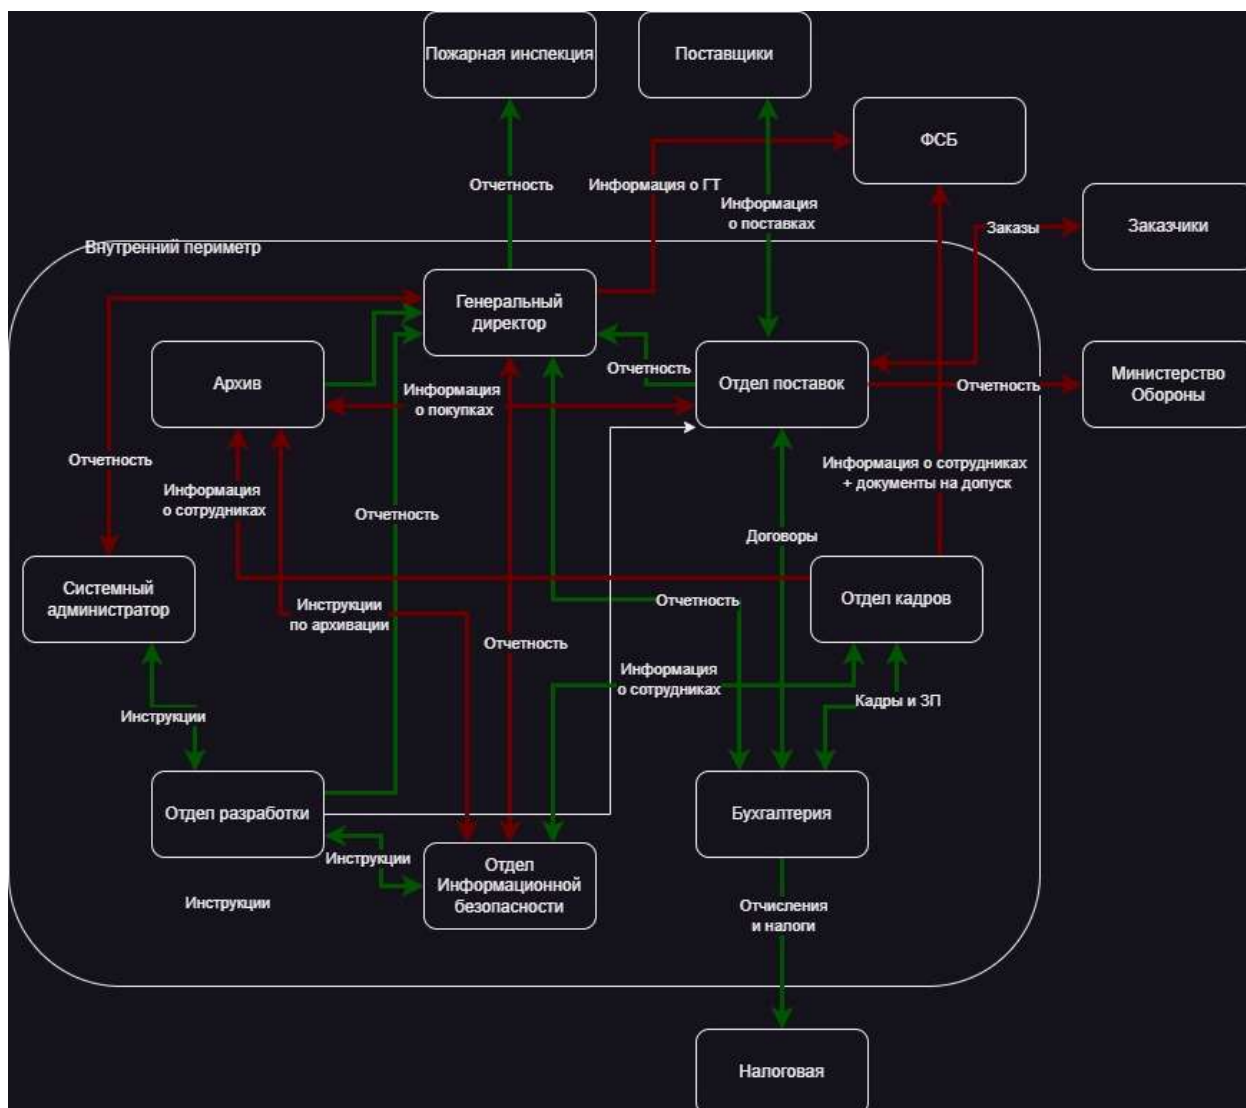 Пожарная инспекция
Поставщики
ФСБ
Отчетность
Информация о ГТ
Информация
о поставках
Заказы
Заказчики
Внутренний периметр
Генеральный
директор
Архив
Отчетность
Отдел поставок
Отчетность
Министерство
Обороны
Информация
о покупках
Отчетность
Информация
о сотрудниках
Отчетность
Информация о сотрудниках
+ документы на допуск
Договоры
Системный
администратор
Инструкции
по архивации
Отчетность
Отдел кадров
Отчетность
Информация
о сотрудниках
Инструкции
Кадры и ЗП
Отдел разработки
Бухгалтерия
Инструкции
Отдел
Информационной
безопасности
Инструкции
Отчисления
и налоги
Налоговая